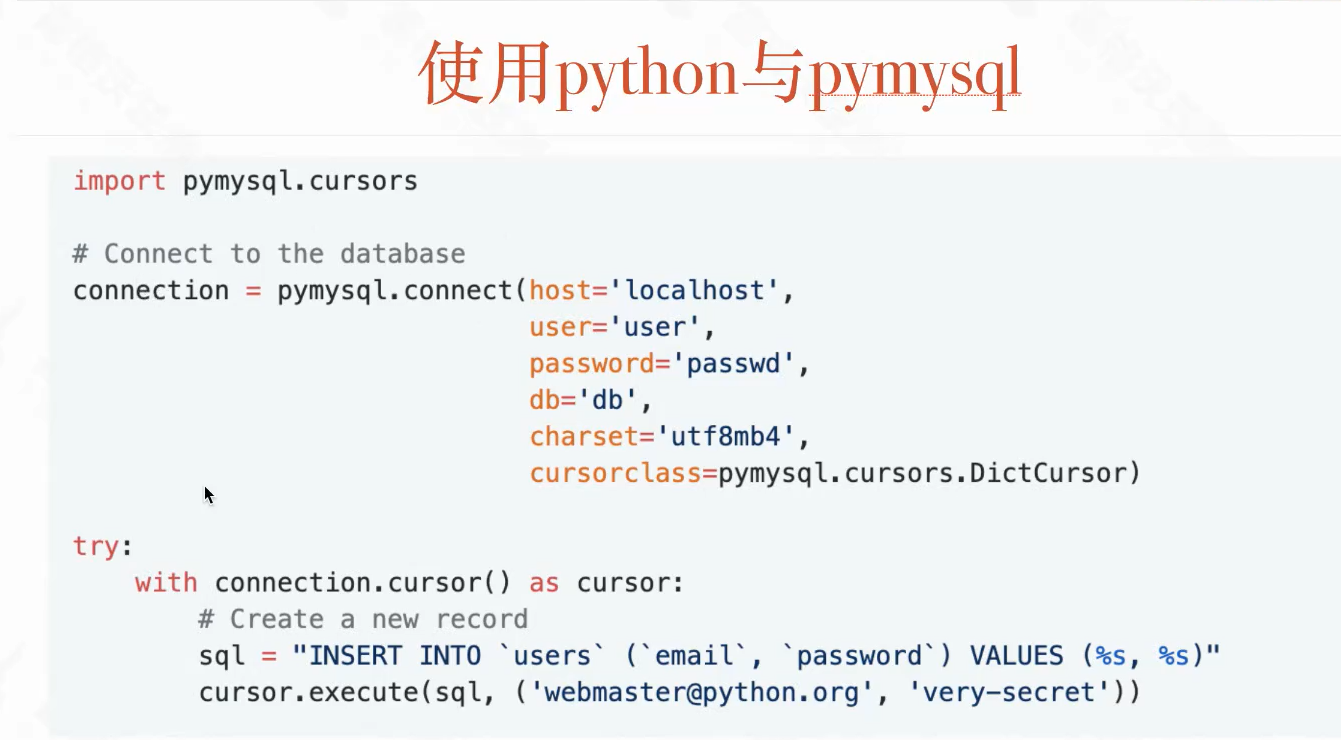 使用python与pymysql
import pymysql.cursors
# Connect to the database
connection = pymysql.connect(host='localhost',
                             user='user',
                             password='passwd',
                             db='db',
                             charset='utf8mb4',
                             cursorclass=pymysql.cursors.DictCursor)
try:
    with connection.cursor() as cursor:
        # Create a new record
        sql = "INSERT INTO `users` (`email`, `password`) VALUES (%s, %s)"
        cursor.execute(sql, ('webmaster@python.org', 'very-secret'))